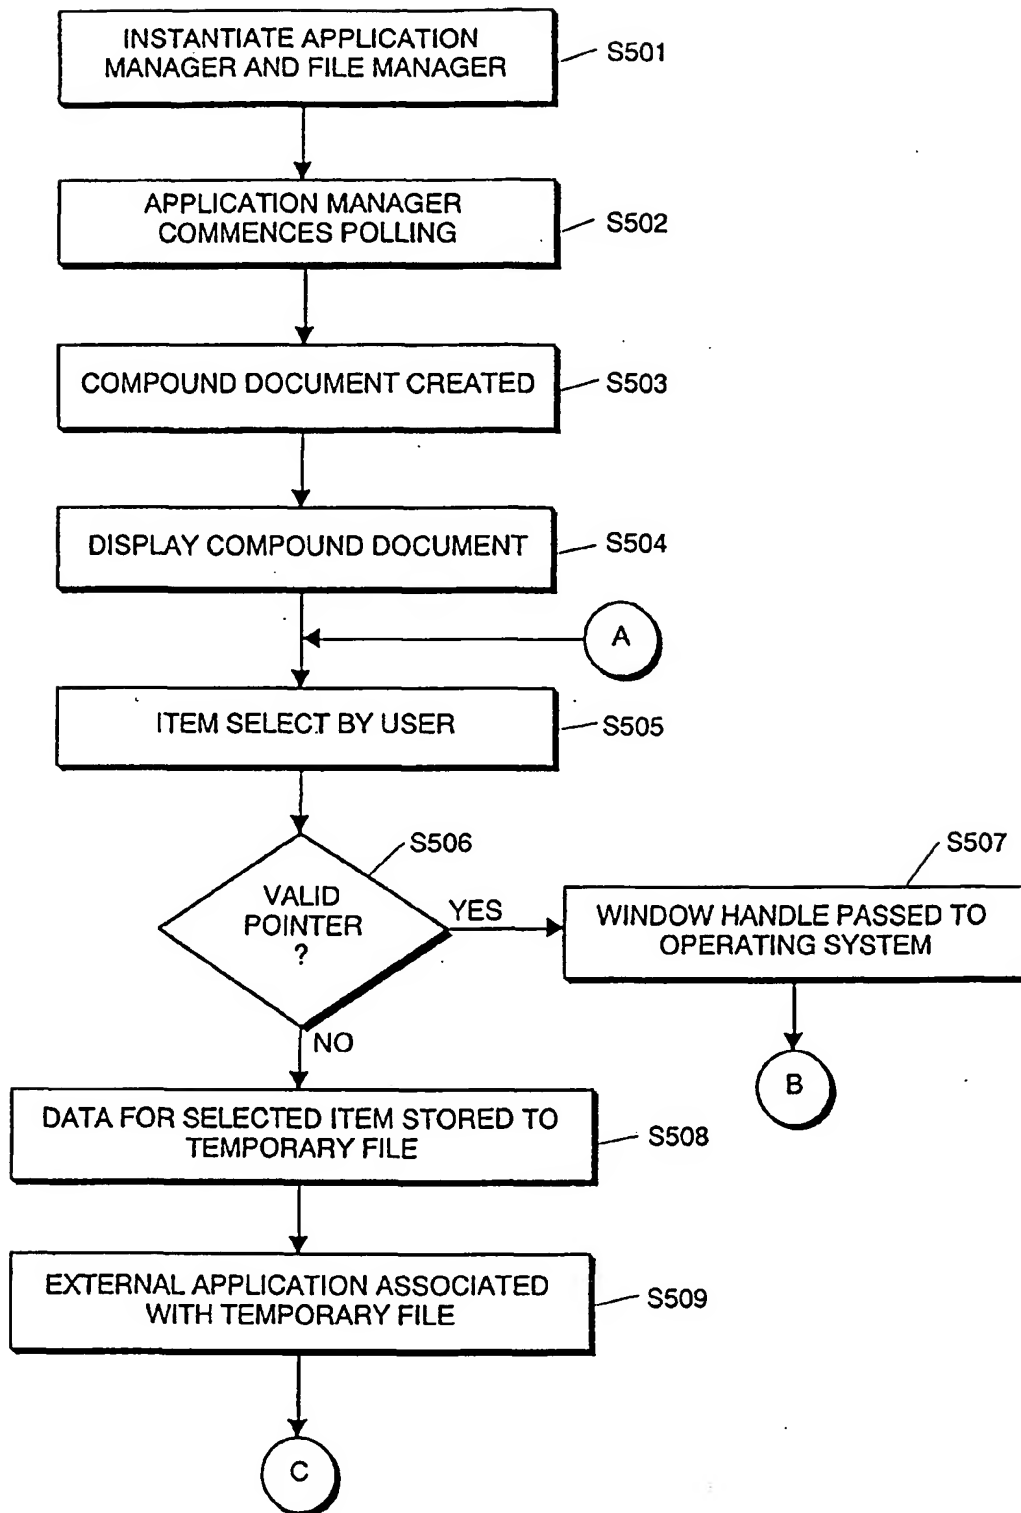 INSTANTIATE APPLICATION
MANAGER AND FILE MANAGER
S501
APPLICATION MANAGER
COMMENCES POLLING
S502
COMPOUND DOCUMENT CREATED
S503
DISPLAY COMPOUND DOCUMENT
S504
A
ITEM SELECT BY USER
S505
S506
VALID
POINTER
?
YES
S507
WINDOW HANDLE PASSED TO
OPERATING SYSTEM
NO
B
DATA FOR SELECTED ITEM STORED TO
TEMPORARY FILE
S508
EXTERNAL APPLICATION ASSOCIATED
WITH TEMPORARY FILE
S509
C